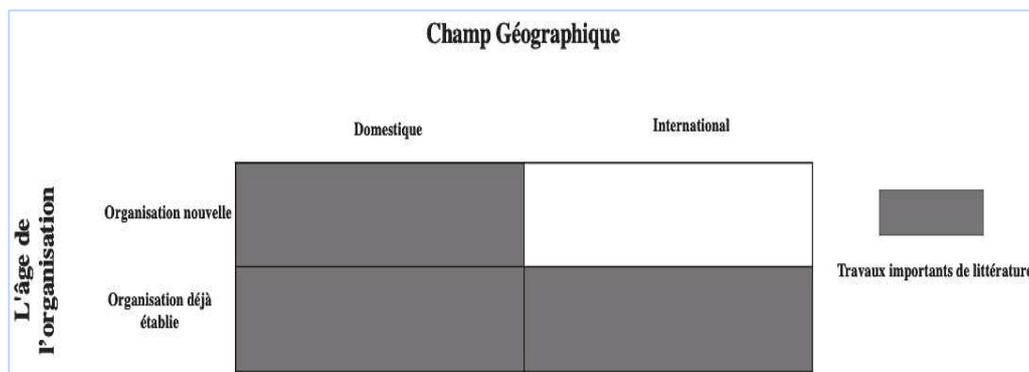 Champ Géographique
Domestique
International
L'âge de
l'organisation
Organisation nouvelle
Organisation déjà
établie
Travaux importants de littérature